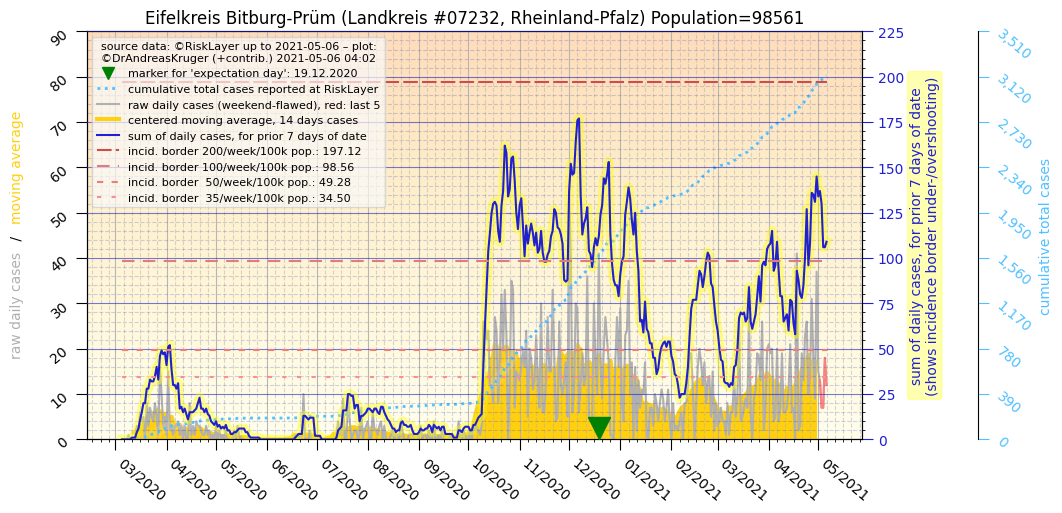 Eifelkreis Bitburg-Prüm (Landkreis #07232, Rheinland-Pfalz) Population=98561
source data: ©RiskLayer up to 2021-05-06 – plot:
©DrAndreasKruger (+contrib.) 2021-05-06 04:02
marker for 'expectation day': 19.12.2020
cumulative total cases reported at RiskLayer
raw daily cases (weekend-flawed), red: last 5
centered moving average, 14 days cases
sum of daily cases, for prior 7 days of date
incid. border 200/week/100k pop.: 197.12
incid. border 100/week/100k pop.: 98.56
incid. border  50/week/100k pop.: 49.28
incid. border  35/week/100k pop.: 34.50
raw daily cases  /  moving average
90
80
70
60
50
40
30
20
10
0
03/2020
04/2020
05/2020
06/2020
07/2020
08/2020
09/2020
10/2020
11/2020
12/2020
01/2021
02/2021
03/2021
04/2021
05/2021
225
200
175
150
125
100
75
50
25
0
sum of daily cases, for prior 7 days of date
(shows incidence border under-/overshooting)
3,510
3,120
2,730
2,340
1,950
1,560
1,170
780
390
0
cumulative total cases